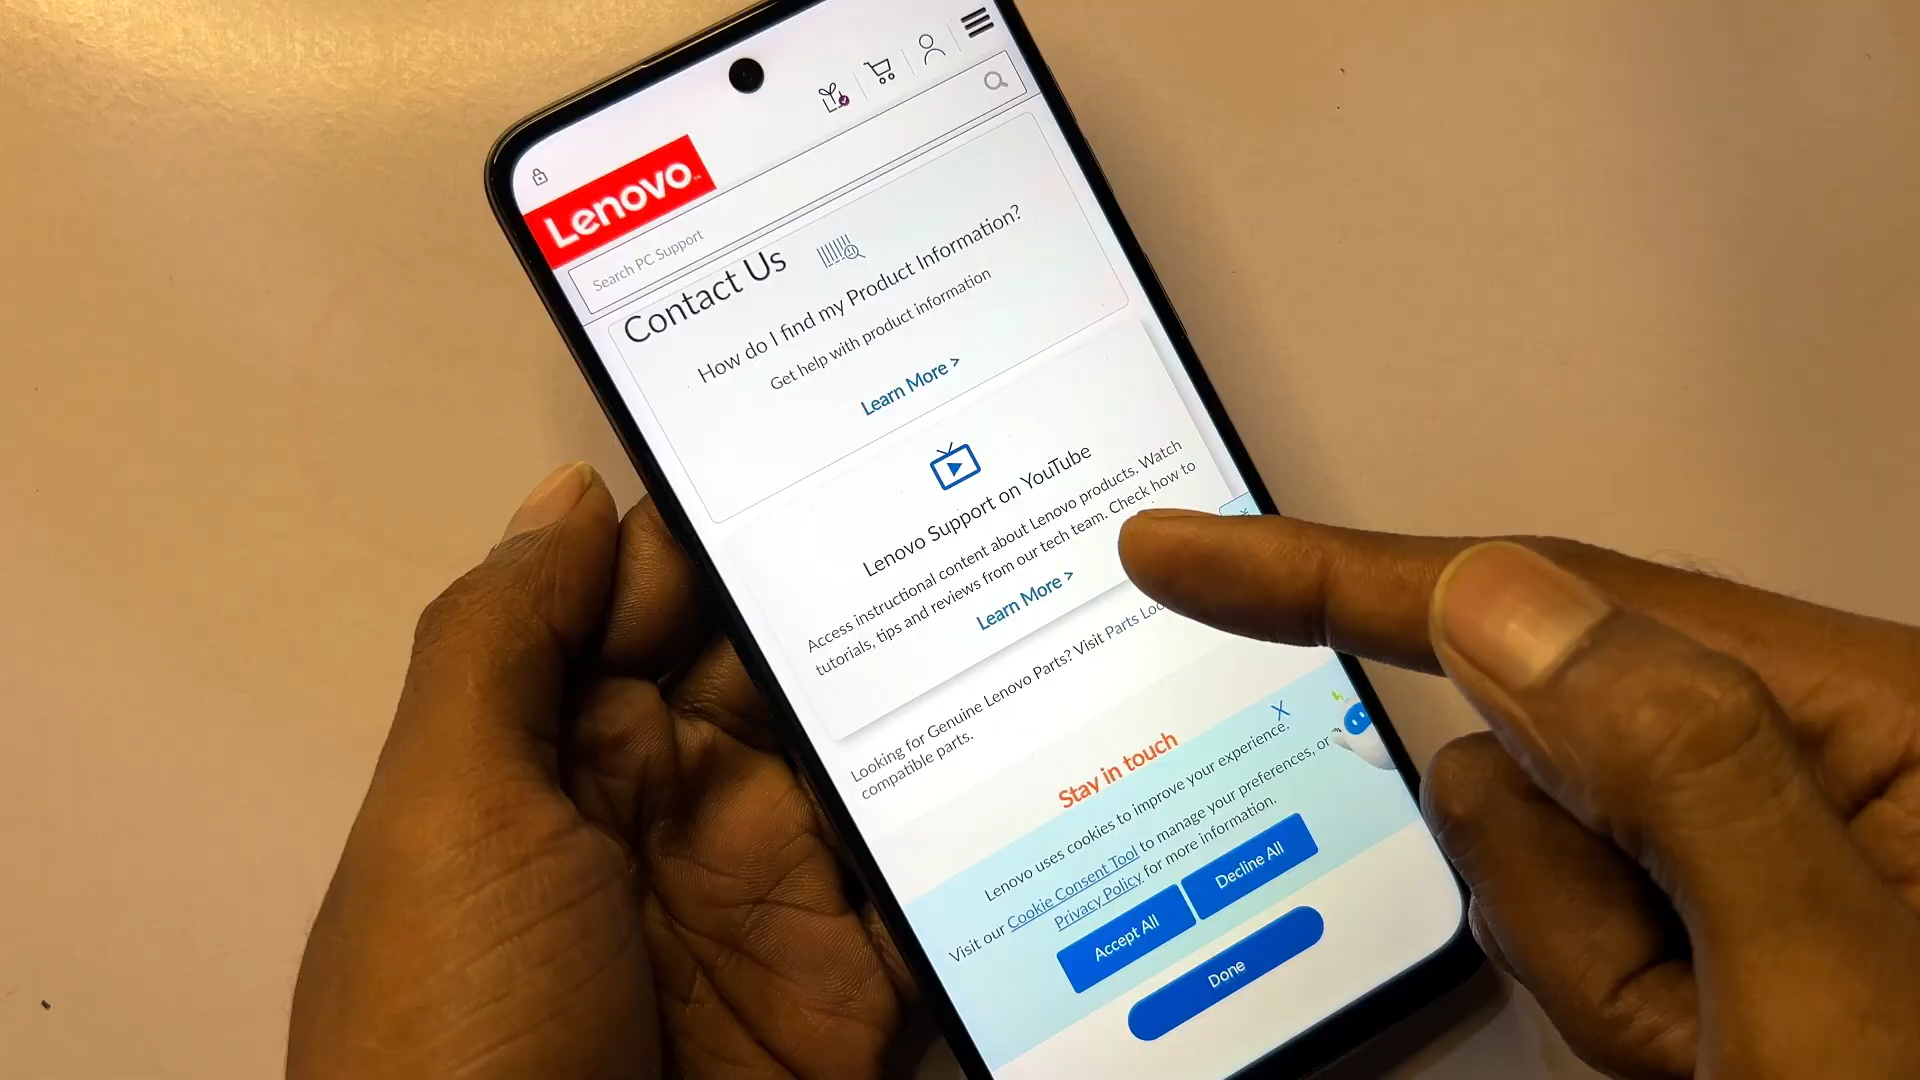 Lenovo
Search PC Support
Contact Us
How do I find my Product Information?
Get help with product information
Learn More >
Lenovo Support on YouTube
Access instructional content about Lenovo products. Watch
tutorials, tips and reviews from our tech team. Check how to
Learn More >
Looking for Genuine Lenovo Parts? Visit Parts
compatible parts.
Stay in touch
X
Lenovo uses cookies to improve your experience.
Visit our Cookie Consent Tool to manage your preferences, or
Privacy Policy for more information.
Accept All
Decline All
Done